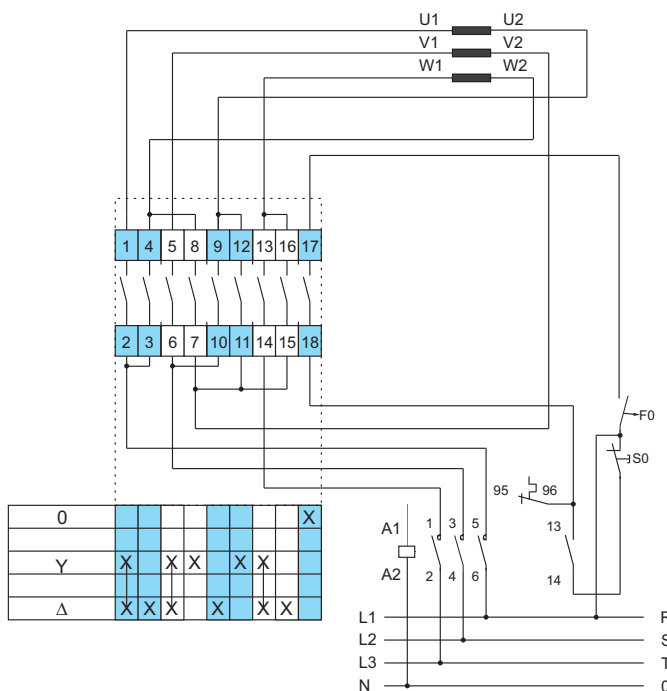 U1 U2
V1 V2
W1 W2
1 4 5 8 9 12 13 16 17
2 3 6 7 10 11 14 15 18
F0
S0
95 96
0 X
A1 1 3 5 13
Y X X X X X
A2 2 4 6 14
Δ X X X X X X
L1 R
L2 S
L3 T
N 0